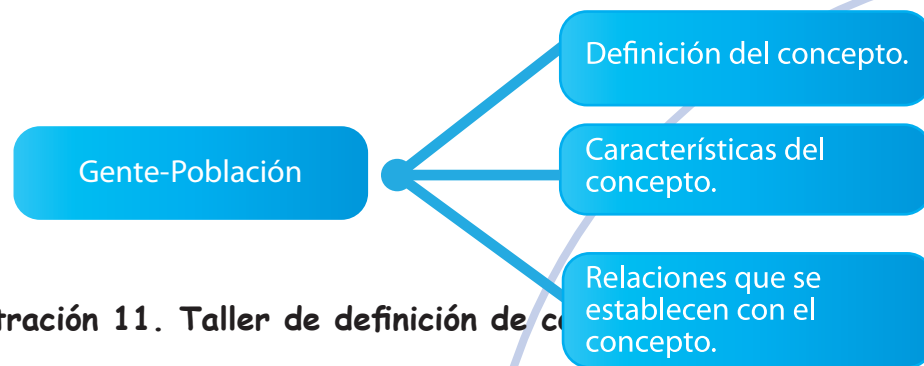 Definición del concepto.
Gente-Población
Características del
concepto.
Relaciones que se
establecen con el
concepto.
11. Taller de definición de